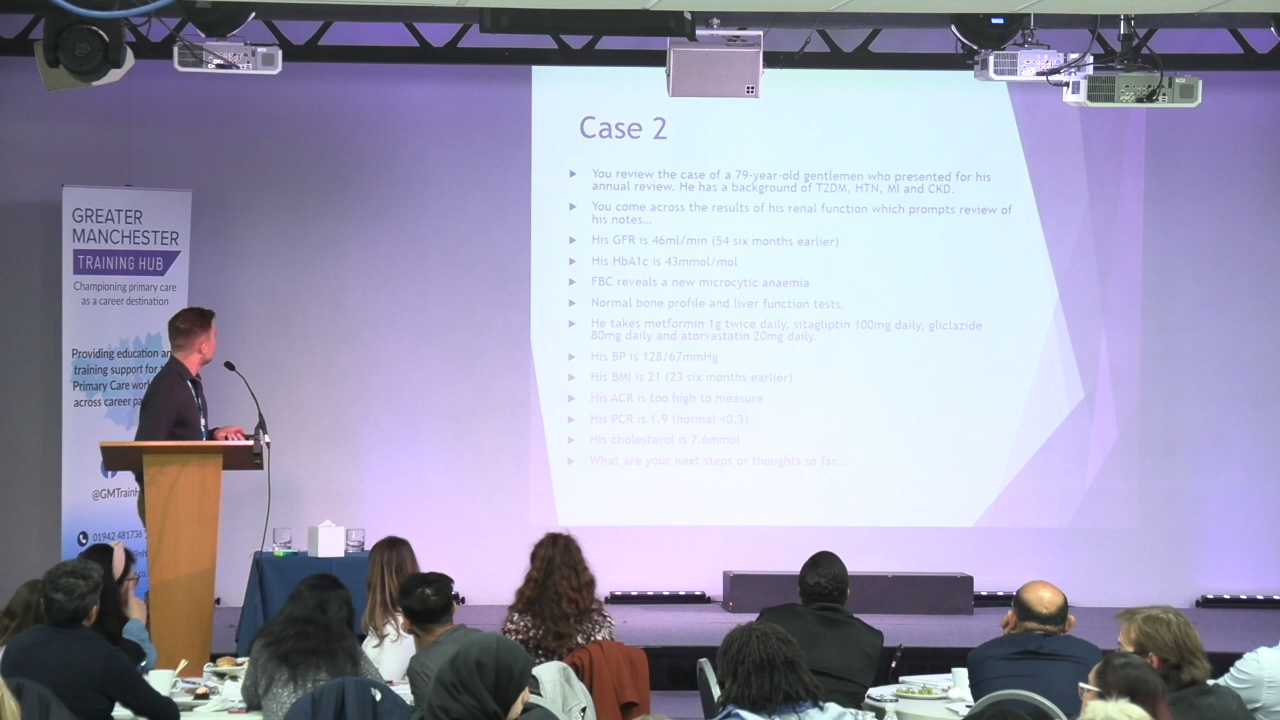 GREATER
MANCHESTER
TRAINING HUB
Championing primary care
as a career destination
Providing education
training support for
Primary Care
across career
@GMTrain
01942 481736
Case 2
You review the case of a 79-year-old gentlemen who presented for his
annual review. He has a background of T2DM, HTN, MI and CKD.
You come across the results of his renal function which prompts review of
his notes...
His GFR is 46ml/min (54 six months earlier)
His HbA1c is 43mmol/mol
FBC reveals a new microcytic anaemia
Normal bone profile and liver function tests.
He takes metformin 1g twice daily, sitagliptin 100mg daily, gliclazide
80mg daily and atorvastatin 20mg daily.
His BP is 128/67mmHg
His BMI is 21 (23 six months earlier)
His ACR is too high to measure
His PCR is 1.9 (normal <0.3)
His cholesterol is 7.6mmol
What are your next steps or thoughts so far...